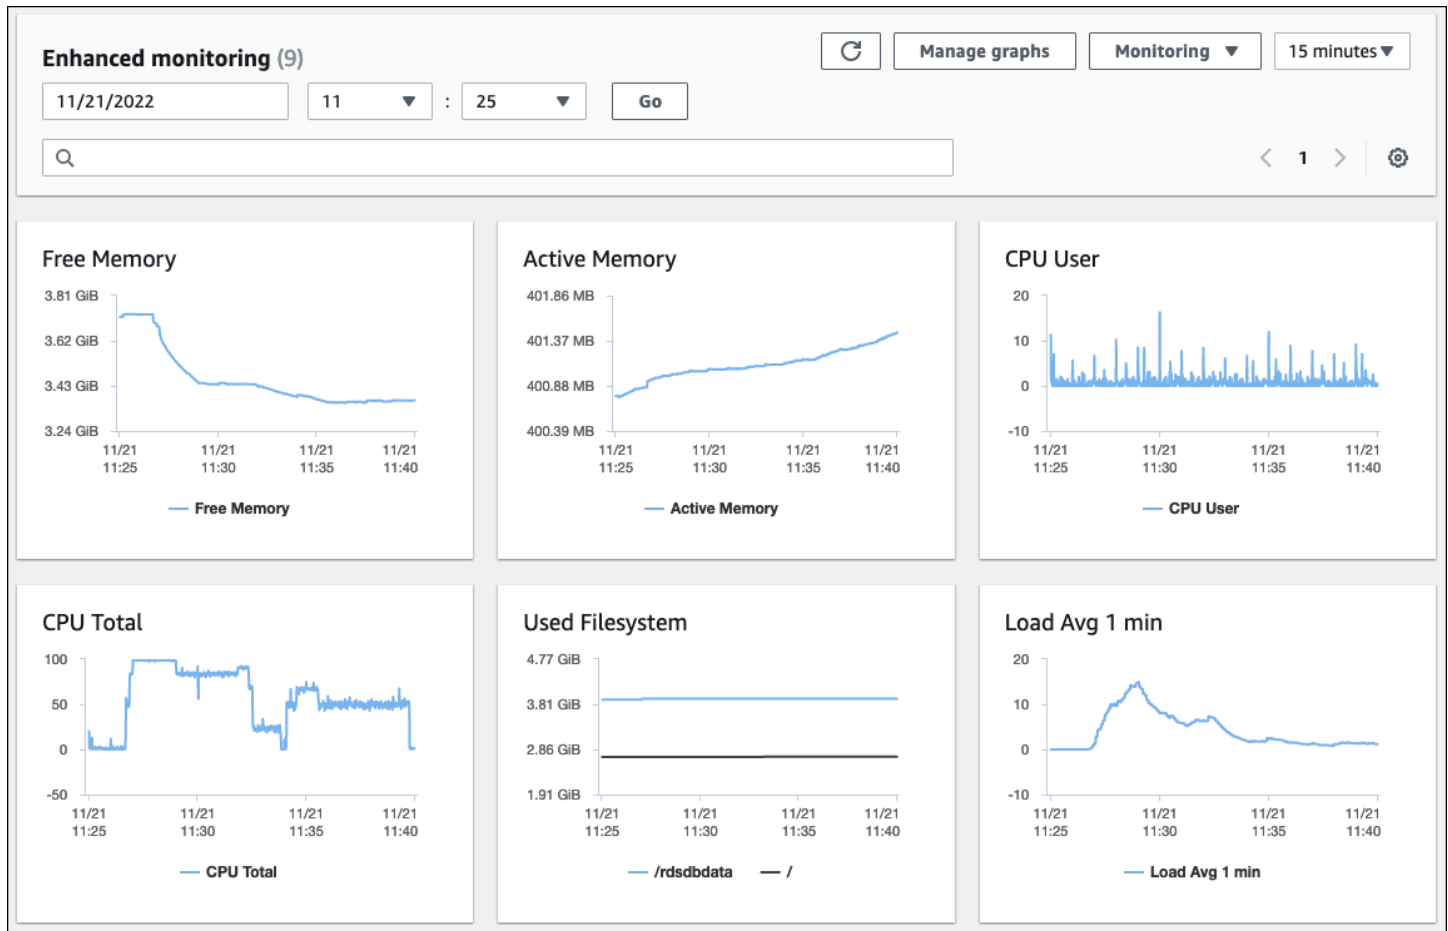 Enhanced monitoring (9)
Manage graphs
Monitoring
15 minutes
11/21/2022
11
:
25
Go
1
Free Memory
3.81 GiB
3.62 GiB
3.43 GiB
3.24 GiB
11/21 11/21 11/21 11/21
11:25 11:30 11:35 11:40
Free Memory
Active Memory
401.86 MB
401.37 MB
400.88 MB
400.39 MB
11/21 11/21 11/21 11/21
11:25 11:30 11:35 11:40
Active Memory
CPU User
20
10
0
-10
11/21 11/21 11/21 11/21
11:25 11:30 11:35 11:40
CPU User
CPU Total
100
50
0
-50
11/21 11/21 11/21 11/21
11:25 11:30 11:35 11:40
CPU Total
Used Filesystem
4.77 GiB
3.81 GiB
2.86 GiB
1.91 GiB
11/21 11/21 11/21 11/21
11:25 11:30 11:35 11:40
/rdsdbdata /
Load Avg 1 min
20
10
0
-10
11/21 11/21 11/21 11/21
11:25 11:30 11:35 11:40
Load Avg 1 min